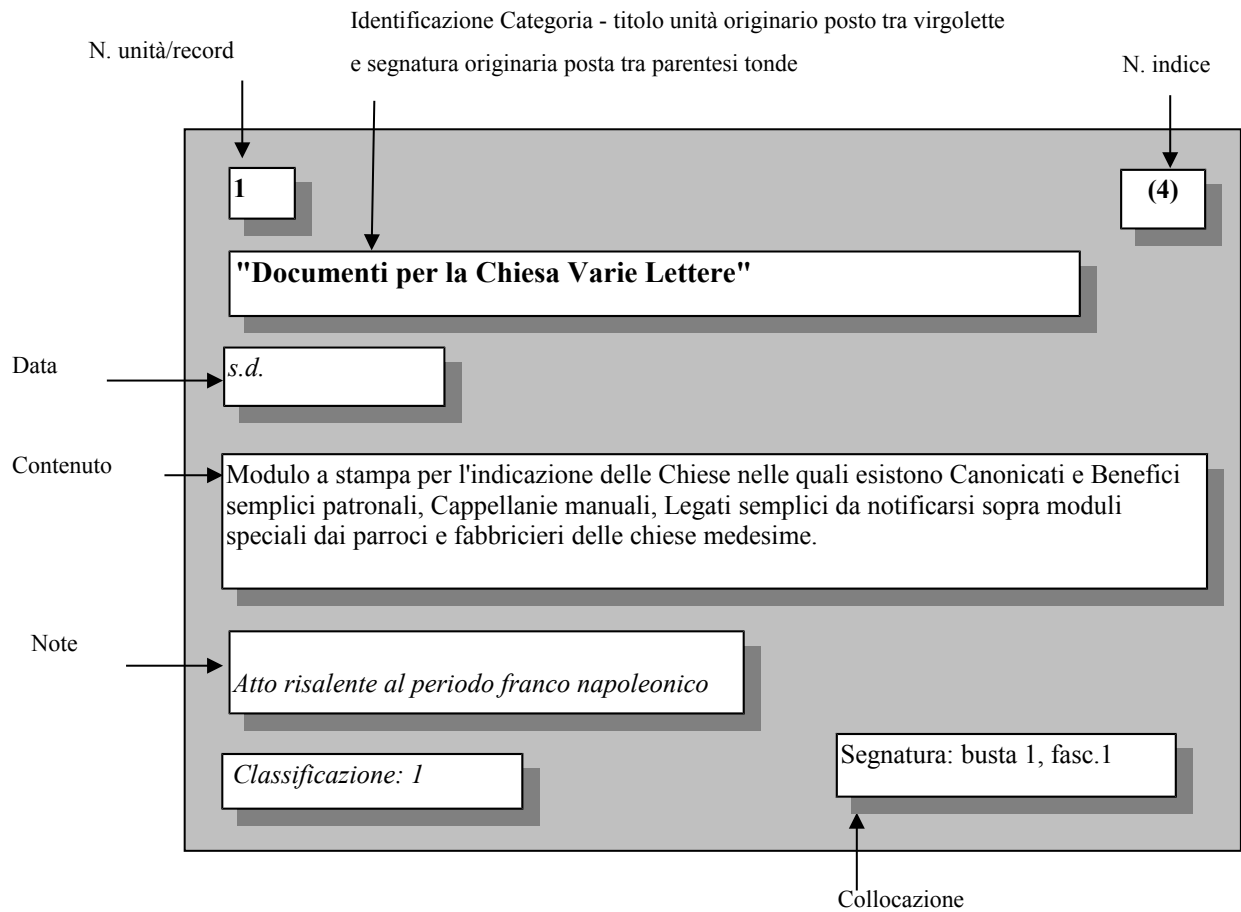 Identificazione Categoria - titolo unità originario posto tra virgolette
e segnatura originaria posta tra parentesi tonde
N. unità/record
N. indice
1
(4)
"Documenti per la Chiesa Varie Lettere"
Data
s.d.
Contenuto
Modulo a stampa per l'indicazione delle Chiese nelle quali esistono Canonicati e Benefici
semplici patronali, Cappellanie manuali, Legati semplici da notificarsi sopra moduli
speciali dai parroci e fabbricieri delle chiese medesime.
Note
Atto risalente al periodo franco napoleonico
Classificazione: 1
Segnatura: busta 1, fasc.1
Collocazione